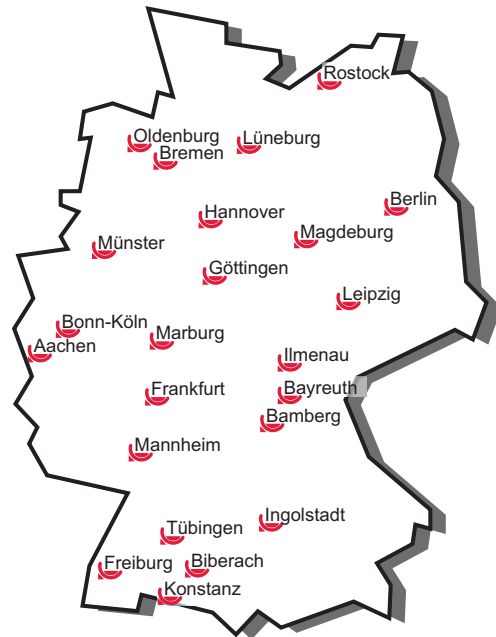 Rostock
Oldenburg
Lüneburg
Bremen
Berlin
Hannover
Magdeburg
Münster
Göttingen
Leipzig
Bonn-Köln
Marburg
Aachen
Ilmenau
Frankfurt
Bayreuth
Bamberg
Mannheim
Ingolstadt
Tübingen
Freiburg
Biberach
Konstanz